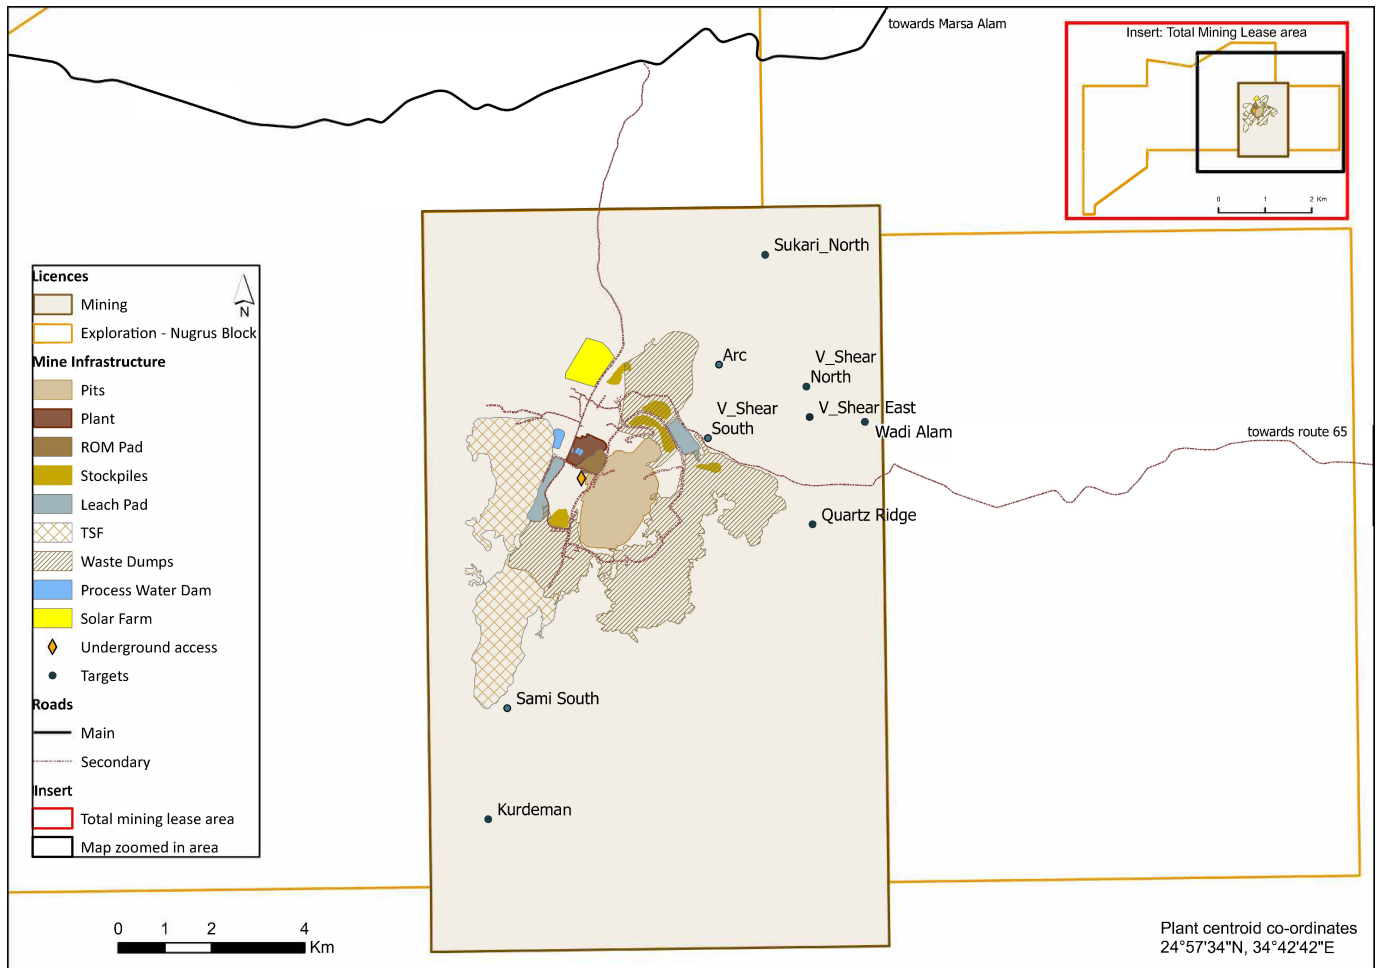 towards Marsa Alam
Insert: Total Mining Lease area
0 1 2 Km
Sukari_North
Licences
Mining
Exploration - Nugrus Block
N
Mine Infrastructure
Pits
Plant
ROM Pad
Stockpiles
Leach Pad
TSF
Waste Dumps
Process Water Dam
Solar Farm
Underground access
Targets
Roads
Main
Secondary
Insert
Total mining lease area
Map zoomed in area
Arc
V_Shear
North
V_Shear
South
V_Shear East
Wadi Alam
towards route 65
Quartz Ridge
Sami South
Kurdeman
0 1 2 4
Km
Plant centroid co-ordinates
24°57'34"N, 34°42'42"E